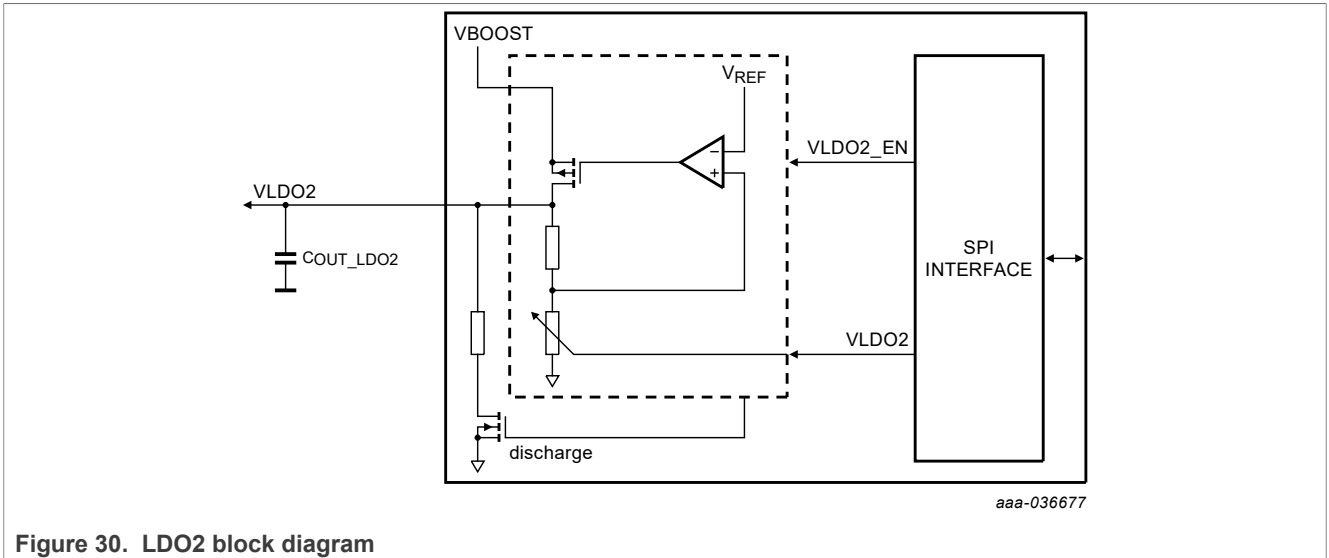 VBOOST
VREF
− 
+
VLDO2_EN
VLDO2
COUT_LDO2
SPI
INTERFACE
VLDO2
discharge
aaa-036677
Figure 30. LDO2 block diagram